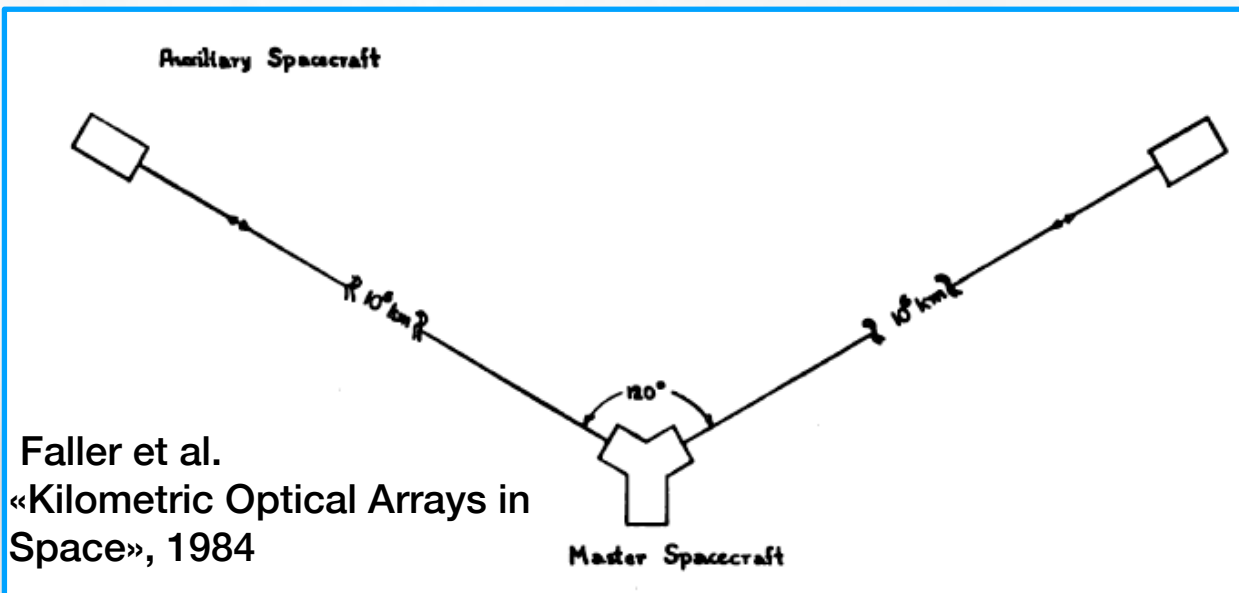 Auxiliary Spacecraft
10⁶ km
10⁶ km
120°
Faller et al.
«Kilometric Optical Arrays in
Space», 1984
Master Spacecraft